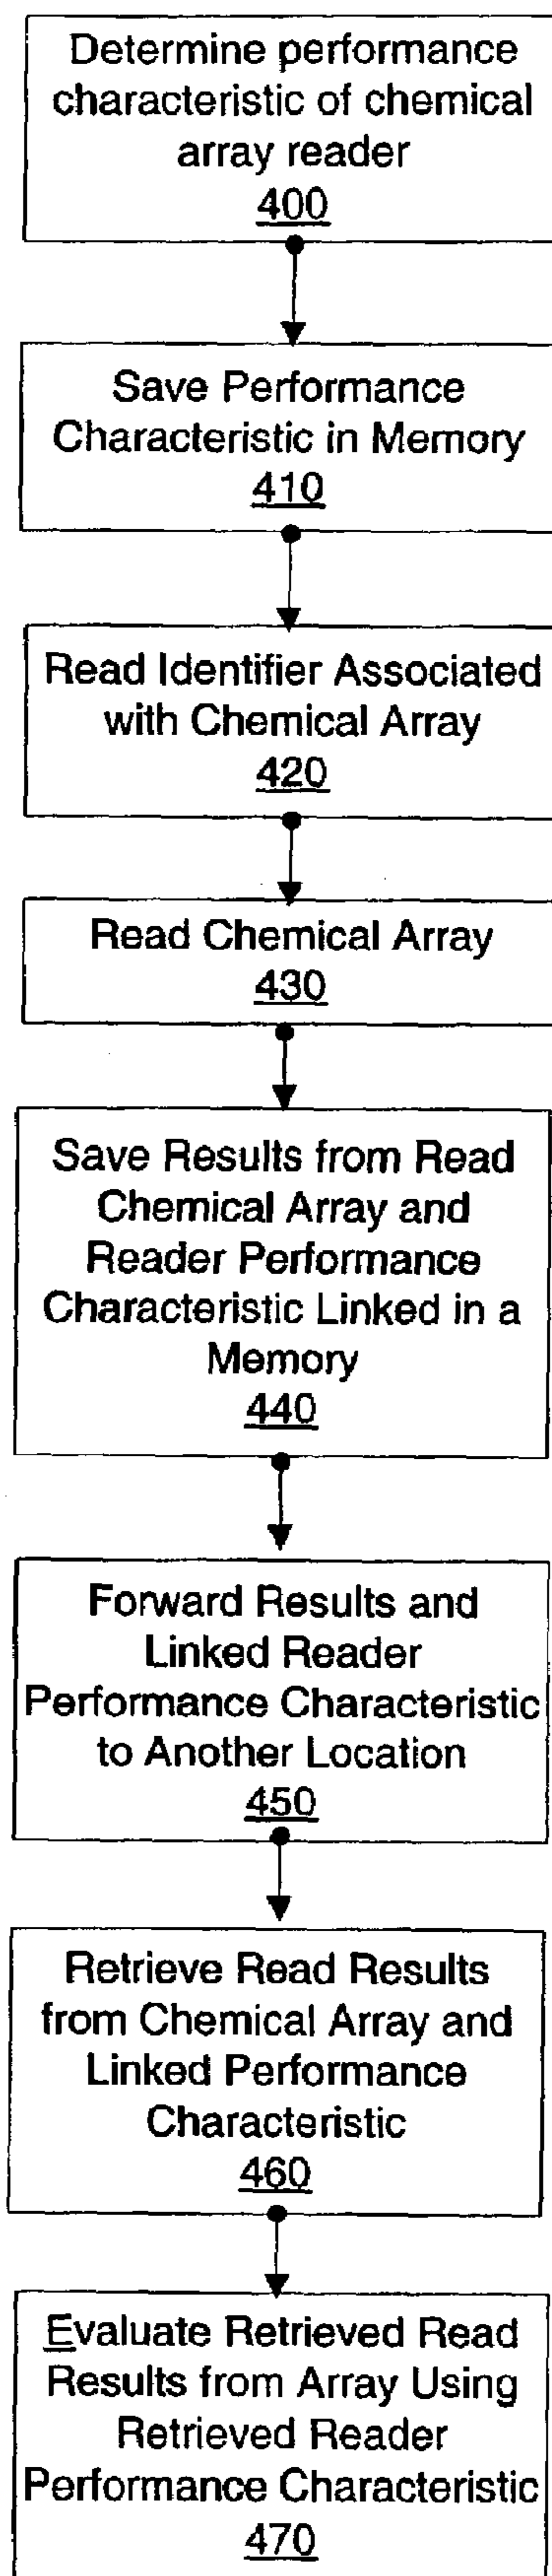 Determine performance
characteristic of chemical
array reader
400
Save Performance
Characteristic in Memory
410
Read Identifier Associated
with Chemical Array
420
Read Chemical Array
430
Save Results from Read
Chemical Array and
Reader Performance
Characteristic Linked in a
Memory
440
Forward Results and
Linked Reader
Performance Characteristic
to Another Location
450
Retrieve Read Results
from Chemical Array and
Linked Performance
Characteristic
460
Evaluate Retrieved Read
Results from Array Using
Retrieved Reader
Performance Characteristic
470